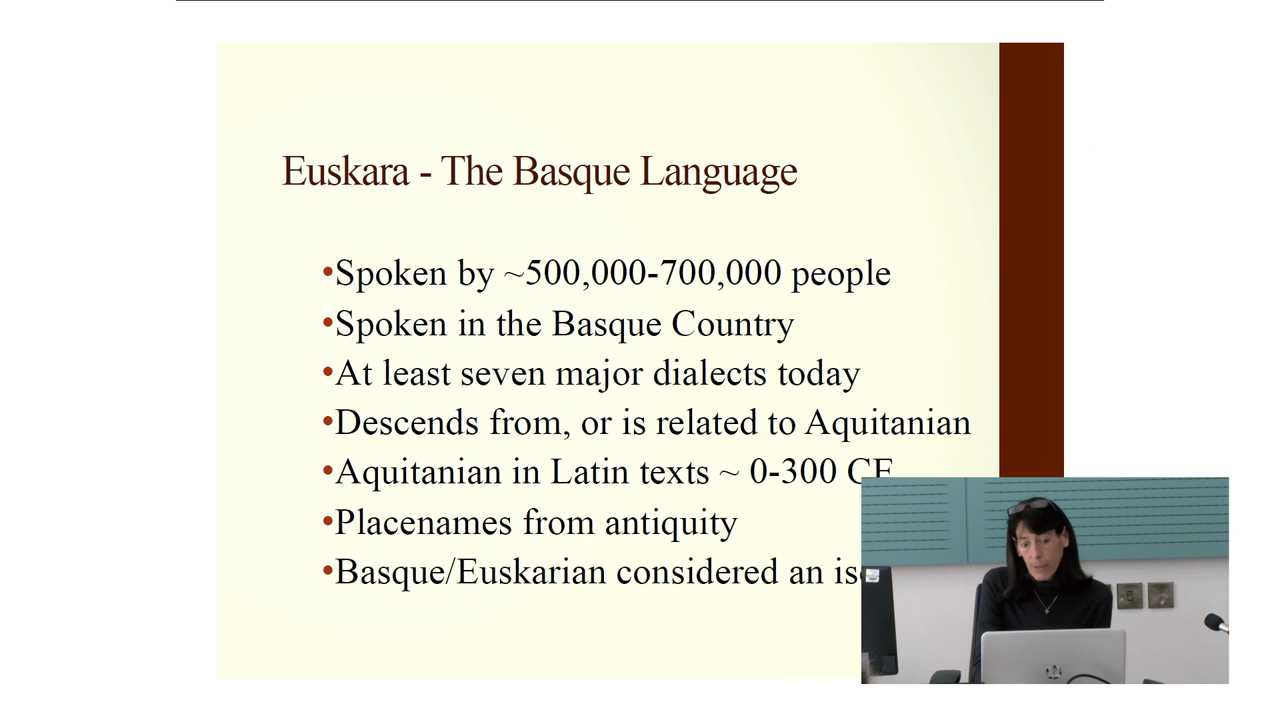 Euskara - The Basque Language
•Spoken by ~500,000-700,000 people
•Spoken in the Basque Country
•At least seven major dialects today
•Descends from, or is related to Aquitanian
•Aquitanian in Latin texts ~ 0-300 CE
•Placenames from antiquity
•Basque/Euskarian considered an
hp